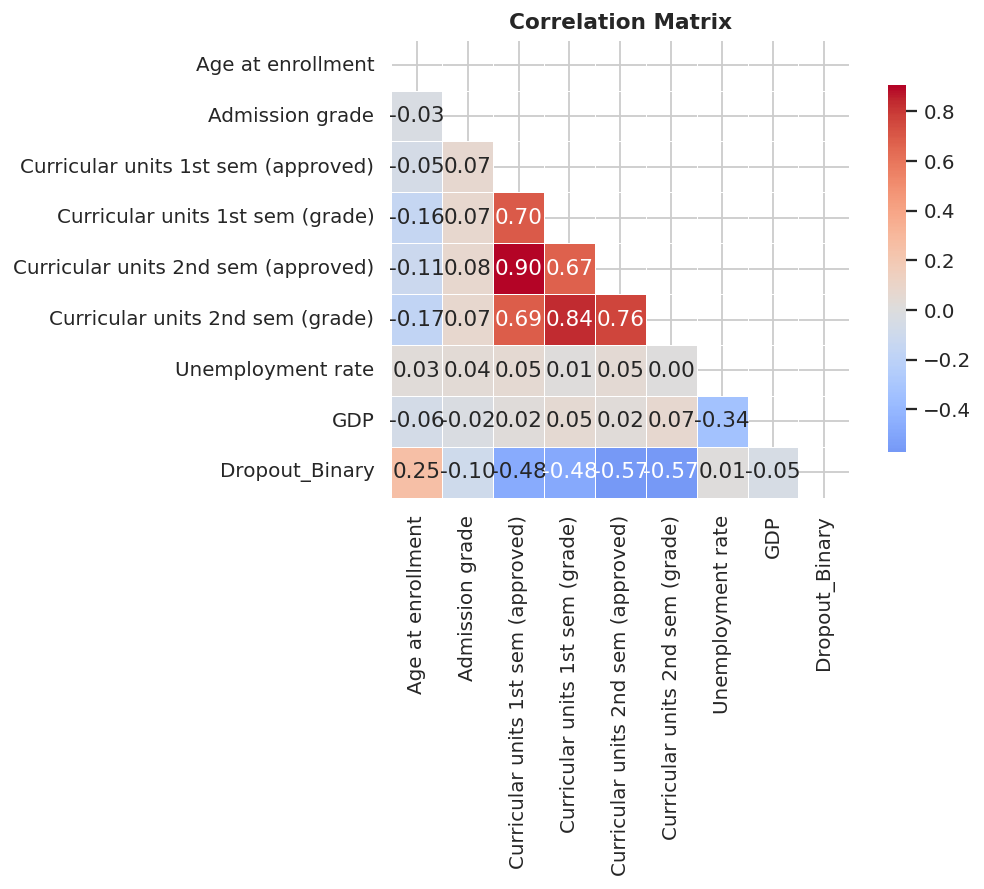 Correlation Matrix
Age at enrollment
Admission grade -0.03
Curricular units 1st sem (approved) -0.05 0.07
Curricular units 1st sem (grade) -0.16 0.07 0.70
Curricular units 2nd sem (approved) -0.11 0.08 0.90 0.67
Curricular units 2nd sem (grade) -0.17 0.07 0.69 0.84 0.76
Unemployment rate 0.03 0.04 0.05 0.01 0.05 0.00
GDP -0.06 -0.02 0.02 0.05 0.02 0.07 -0.34
Dropout_Binary 0.25 -0.10 -0.48 -0.48 -0.57 -0.57 0.01 -0.05
Age at enrollment
Admission grade
Curricular units 1st sem (approved)
Curricular units 1st sem (grade)
Curricular units 2nd sem (approved)
Curricular units 2nd sem (grade)
Unemployment rate
GDP
Dropout_Binary
0.8
0.6
0.4
0.2
0.0
−0.2
−0.4